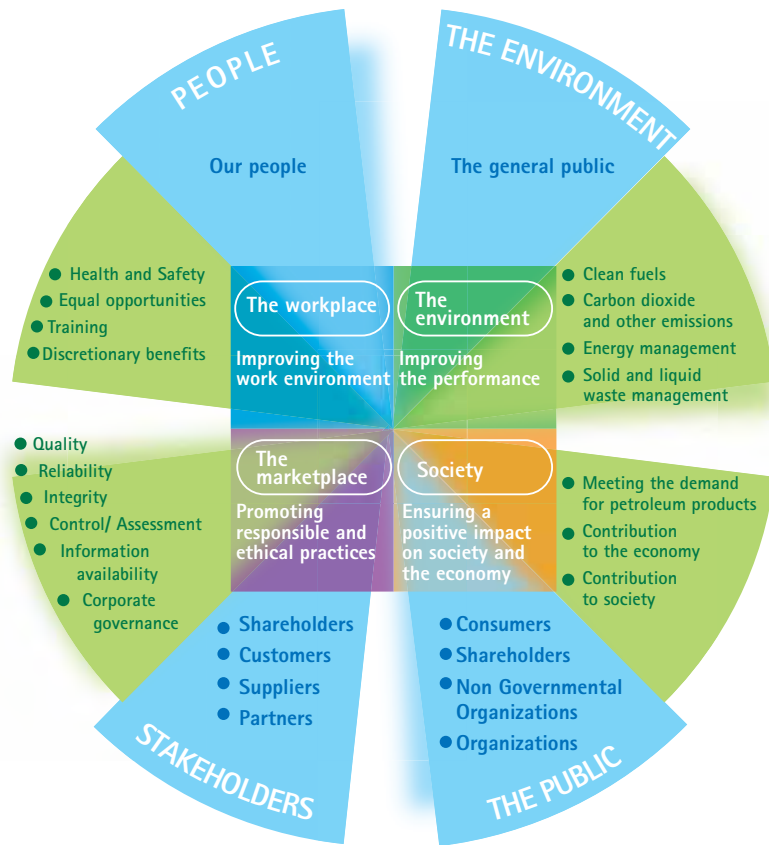 PEOPLE
Our people
Health and Safety
Equal opportunities
Training
Discretionary benefits
The workplace
Improving the
work environment
THE ENVIRONMENT
The general public
Clean fuels
Carbon dioxide
and other emissions
Energy management
Solid and liquid
waste management
The
environment
Improving
the performance
Quality
Reliability
Integrity
Control/ Assessment
Information
availability
Corporate
governance
The
marketplace
Promoting
responsible and
ethical practices
Shareholders
Customers
Suppliers
Partners
STAKEHOLDERS
Society
Ensuring a
positive impact
on society and
the economy
Meeting the demand
for petroleum products
Contribution
to the economy
Contribution
to society
Consumers
Shareholders
Non Governmental
Organizations
Organizations
THE PUBLIC